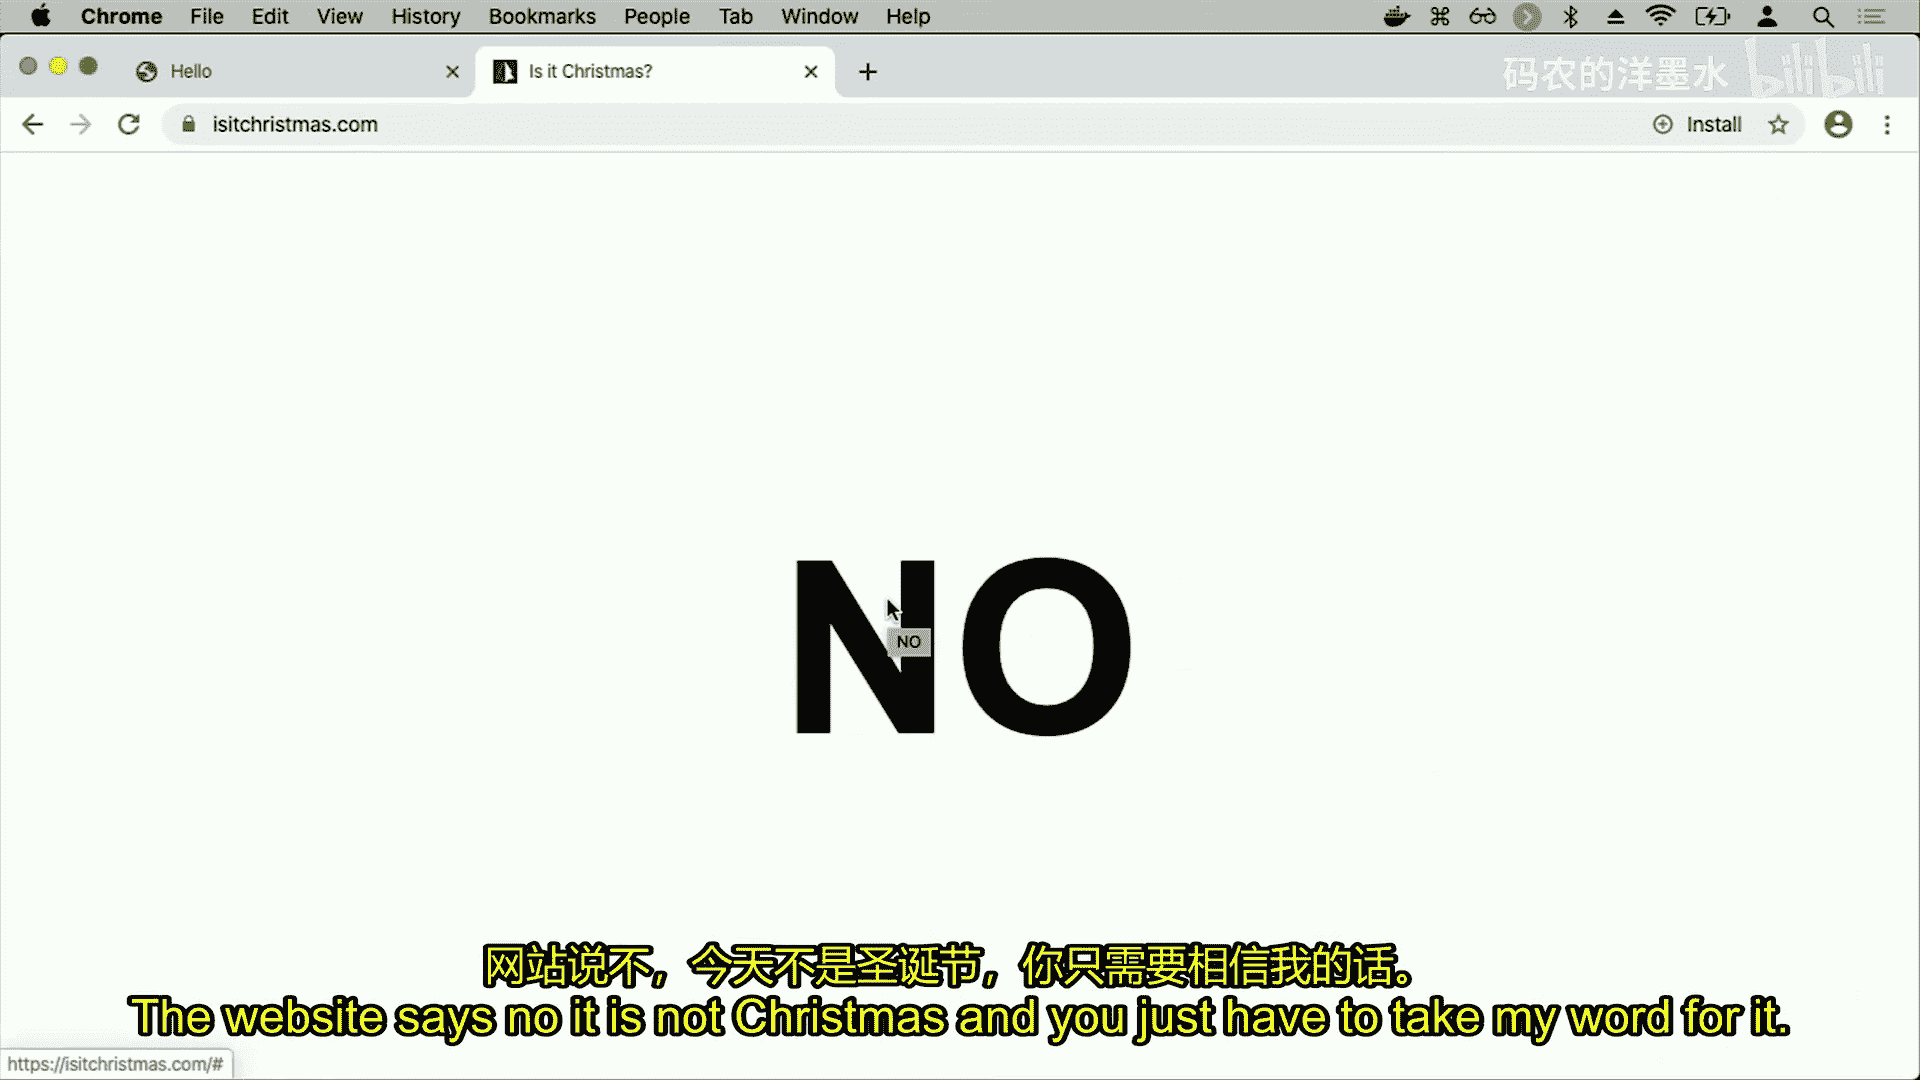 Chrome File Edit View History Bookmarks People Tab Window Help
Hello
Is it Christmas?
码农的洋墨水 bilibili
isitchristmas.com
Install
NO
NO
网站说不，今天不是圣诞节，你只需要相信我的话。
The website says no it is not Christmas and you just have to take my word for it.
https://isitchristmas.com/#